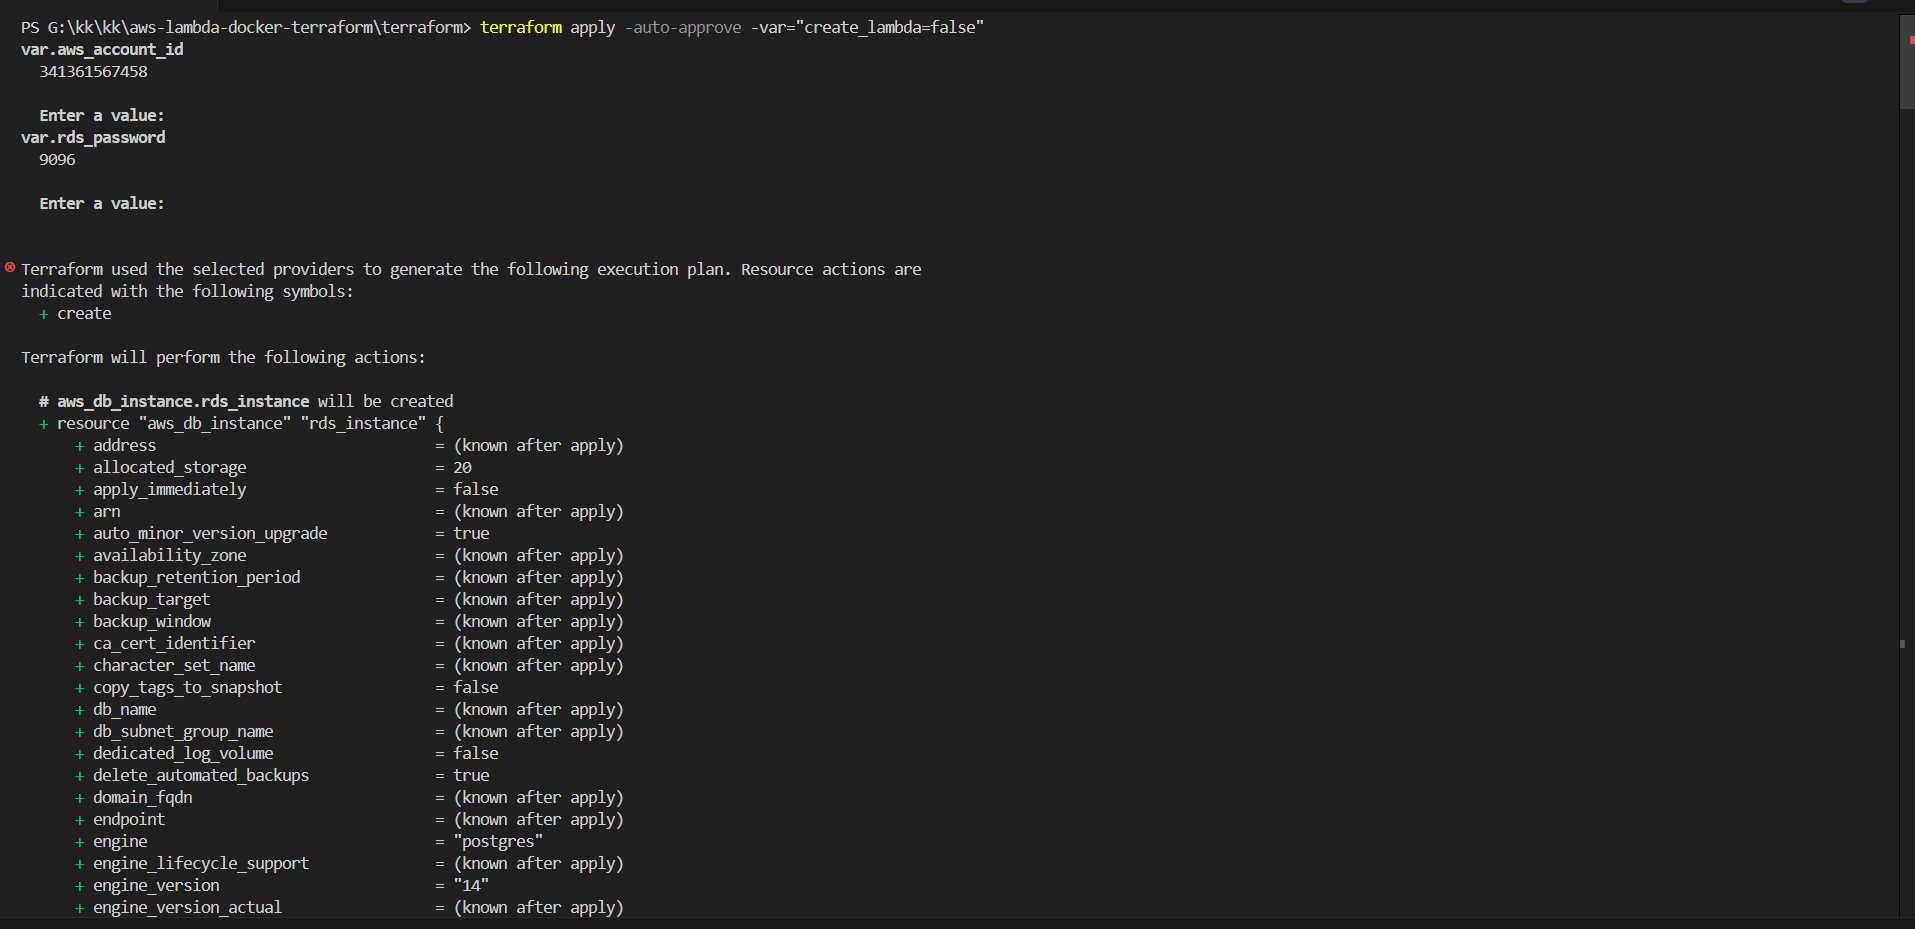 PS G:\kk\kk\aws-lambda-docker-terraform\terraform> terraform apply -auto-approve -var="create_lambda=false"
var.aws_account_id
  341361567458

  Enter a value:
var.rds_password
  9096

  Enter a value:


Terraform used the selected providers to generate the following execution plan. Resource actions are
indicated with the following symbols:
  + create

Terraform will perform the following actions:

  # aws_db_instance.rds_instance will be created
  + resource "aws_db_instance" "rds_instance" {
      + address                               = (known after apply)
      + allocated_storage                     = 20
      + apply_immediately                     = false
      + arn                                   = (known after apply)
      + auto_minor_version_upgrade            = true
      + availability_zone                     = (known after apply)
      + backup_retention_period               = (known after apply)
      + backup_target                         = (known after apply)
      + backup_window                         = (known after apply)
      + ca_cert_identifier                    = (known after apply)
      + character_set_name                    = (known after apply)
      + copy_tags_to_snapshot                 = false
      + db_name                               = (known after apply)
      + db_subnet_group_name                  = (known after apply)
      + dedicated_log_volume                  = false
      + delete_automated_backups              = true
      + domain_fqdn                           = (known after apply)
      + endpoint                              = (known after apply)
      + engine                                = "postgres"
      + engine_lifecycle_support              = (known after apply)
      + engine_version                        = "14"
      + engine_version_actual                 = (known after apply)